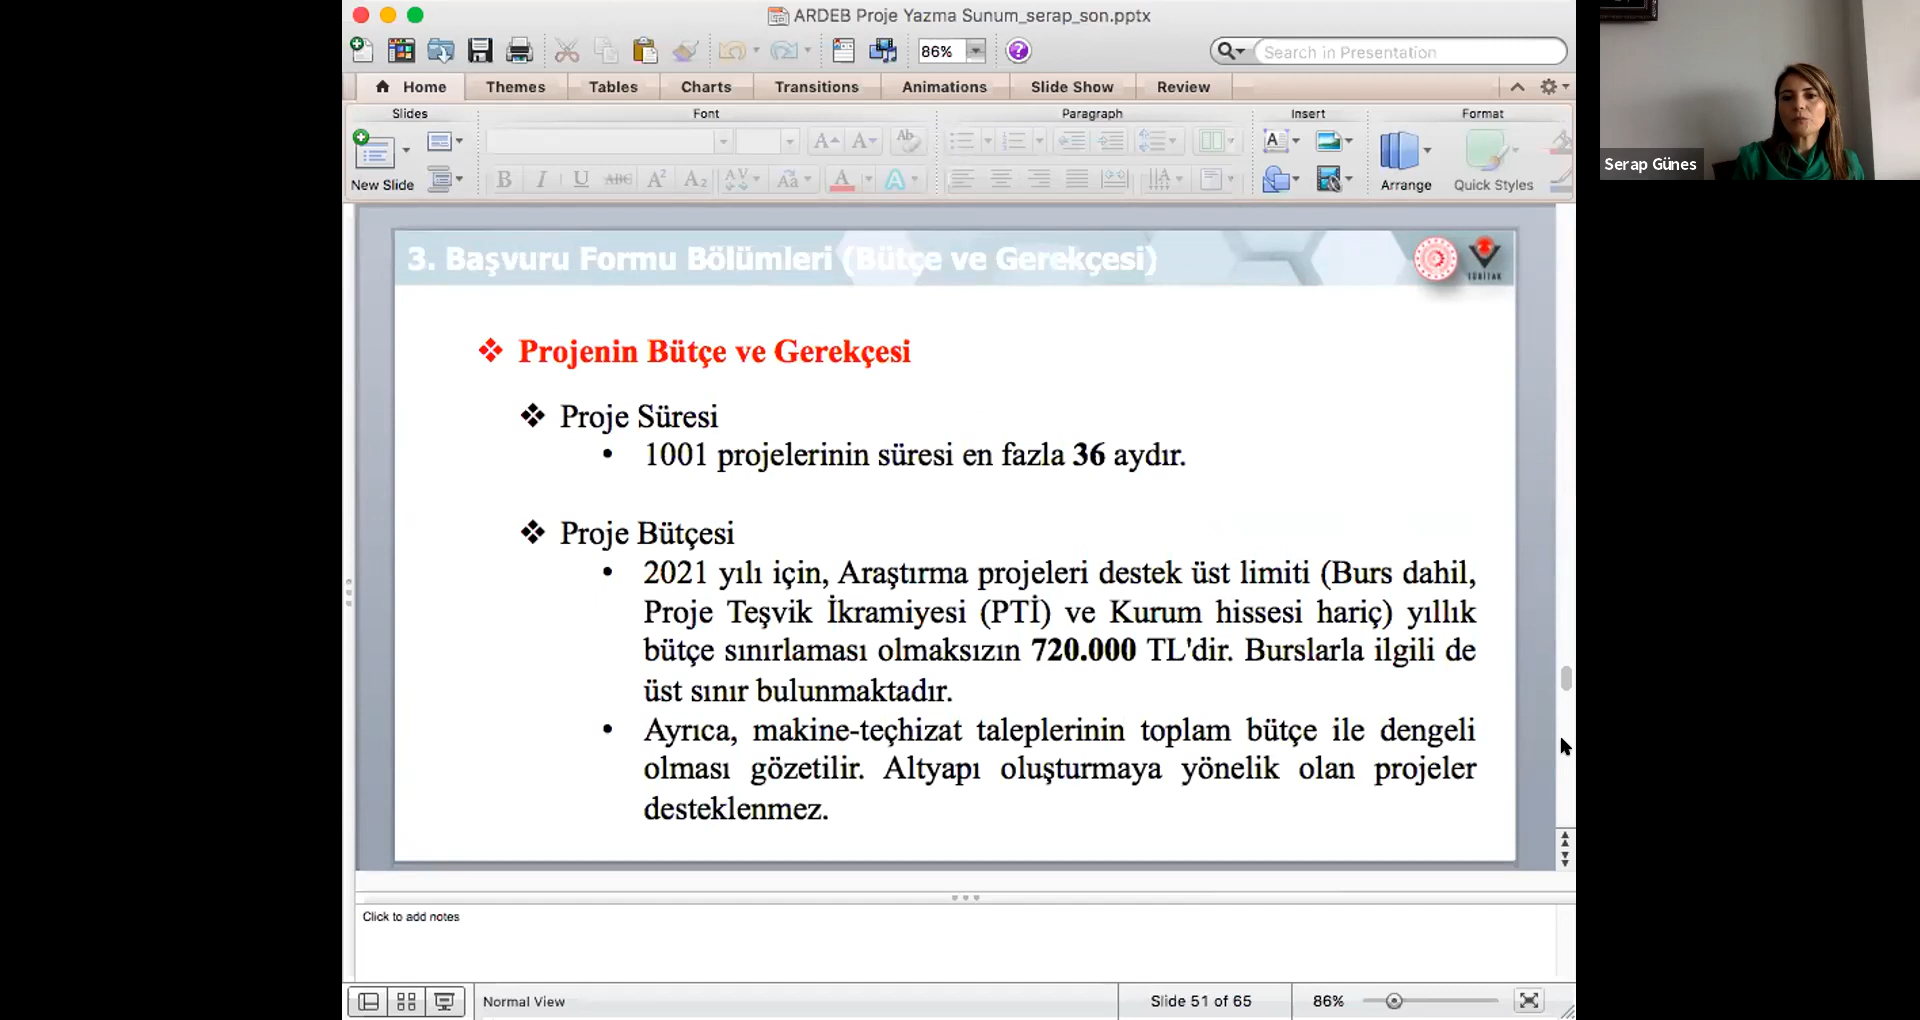 ARDEB Proje Yazma Sunum_serap_son.pptx
86%
Search in Presentation
Home Themes Tables Charts Transitions Animations Slide Show Review
Slides Font Paragraph Insert Format
New Slide Arrange Quick Styles
Serap Günes
3. Başvuru Formu Bölümleri (Bütçe ve Gerekçesi)
TÜBİTAK
Projenin Bütçe ve Gerekçesi
Proje Süresi
• 1001 projelerinin süresi en fazla 36 aydır.
Proje Bütçesi
• 2021 yılı için, Araştırma projeleri destek üst limiti (Burs dahil,
Proje Teşvik İkramiyesi (PTİ) ve Kurum hissesi hariç) yıllık
bütçe sınırlaması olmaksızın 720.000 TL'dir. Burslarla ilgili de
üst sınır bulunmaktadır.
• Ayrıca, makine-teçhizat taleplerinin toplam bütçe ile dengeli
olması gözetilir. Altyapı oluşturmaya yönelik olan projeler
desteklenmez.
Click to add notes
Normal View Slide 51 of 65 86%